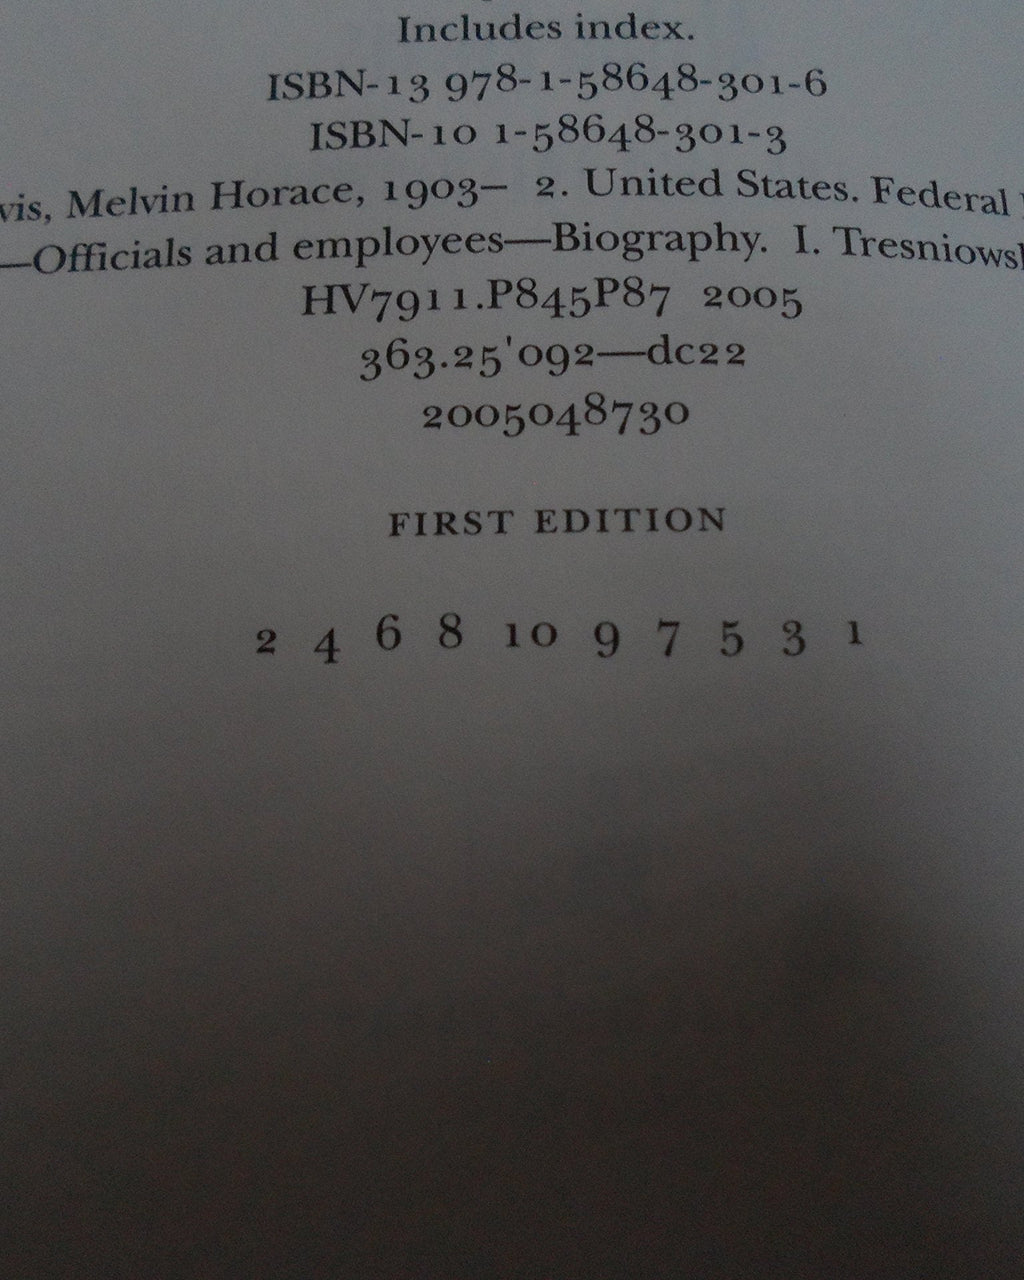 Includes index.
ISBN-13 978-1-58648-301-6
ISBN-10 1-58648-301-3
vis, Melvin Horace, 1903– 2. United States. Federal
—Officials and employees—Biography. I. Tresniows
HV7911.P845P87 2005
363.25'092—dc22
2005048730
FIRST EDITION
2 4 6 8 10 9 7 5 3 1